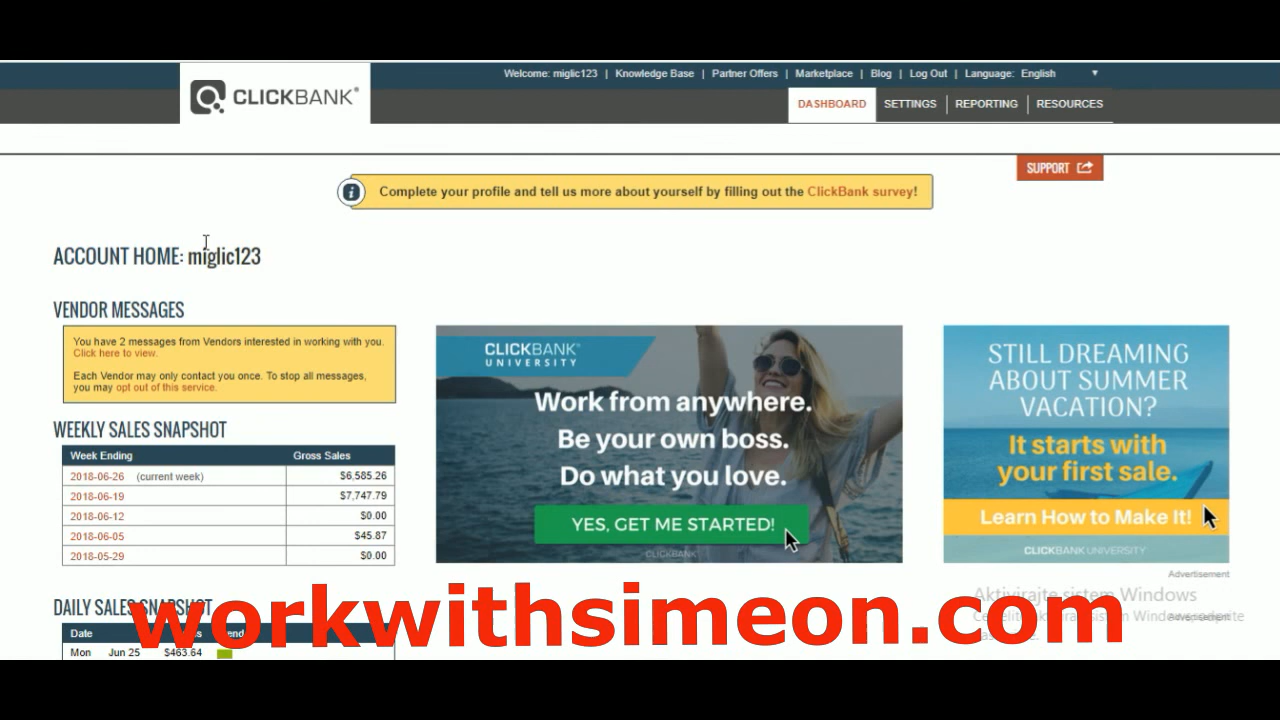 Welcome: miglic123 | Knowledge Base | Partner Offers | Marketplace | Blog | Log Out | Language: English
CLICKBANK®
DASHBOARD SETTINGS REPORTING RESOURCES
SUPPORT
Complete your profile and tell us more about yourself by filling out the ClickBank survey!
ACCOUNT HOME: miglic123
VENDOR MESSAGES
You have 2 messages from Vendors interested in working with you.
Click here to view.
Each Vendor may only contact you once. To stop all messages,
you may opt out of this service.
WEEKLY SALES SNAPSHOT
Week Ending Gross Sales
2018-06-26 (current week) $6,585.26
2018-06-19 $7,747.79
2018-06-12 $0.00
2018-06-05 $45.87
2018-05-29 $0.00
CLICKBANK®
UNIVERSITY
Work from anywhere.
Be your own boss.
Do what you love.
YES, GET ME STARTED!
CLICKBANK
STILL DREAMING
ABOUT SUMMER
VACATION?
It starts with
your first sale.
Learn How to Make It!
CLICKBANK UNIVERSITY
Advertisement
Aktivirajte sistem Windows
Advertisement
DAILY SALES SNAPSHOT
workwithsimeon.com
Date
Mon Jun 25 $463.64